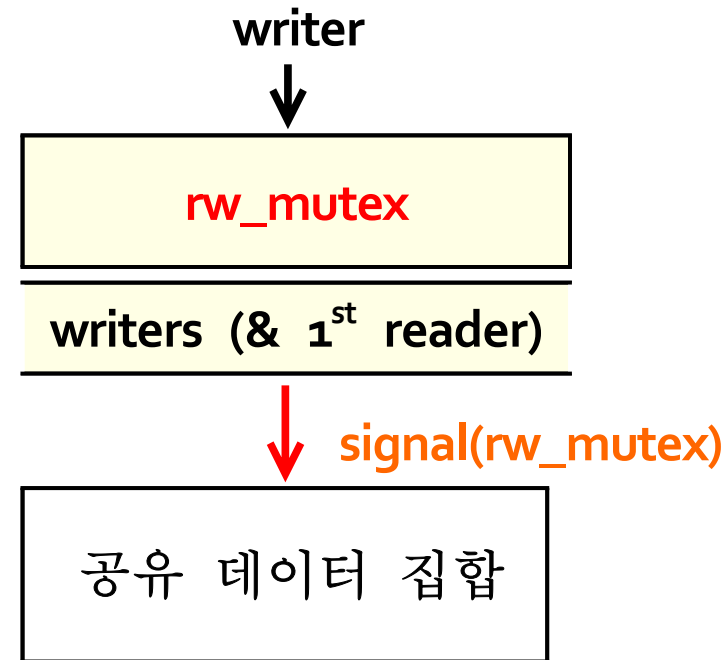 writer
rw_mutex
writers (& 1st reader)
signal(rw_mutex)
공유 데이터 집합